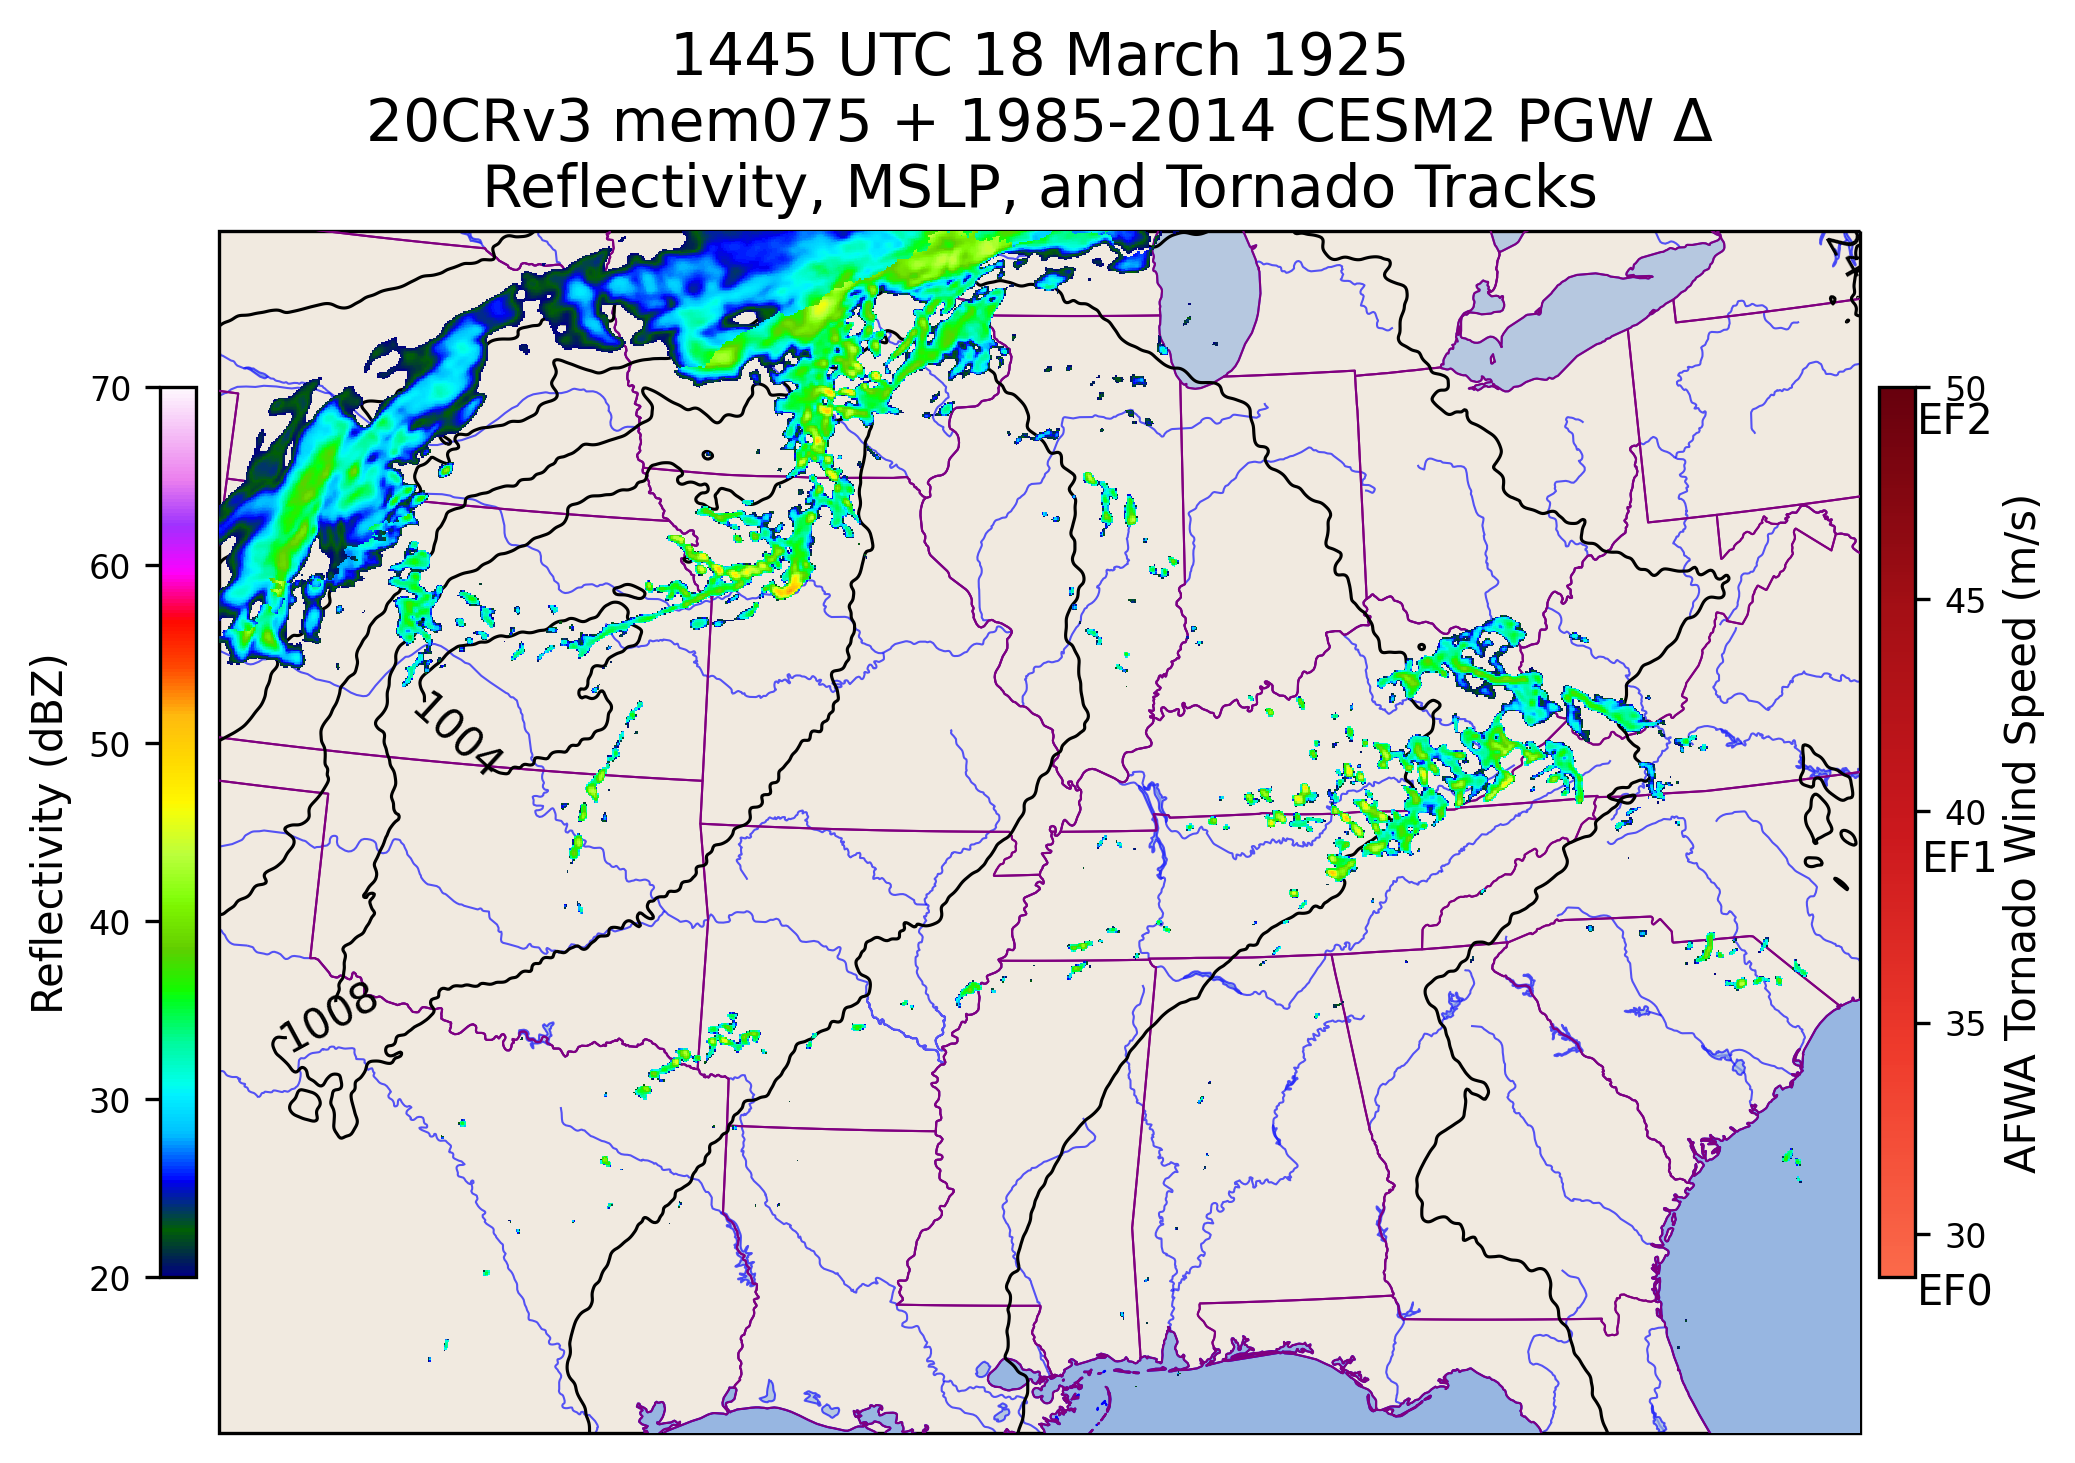 1445 UTC 18 March 1925
20CRv3 mem075 + 1985-2014 CESM2 PGW Δ
Reflectivity, MSLP, and Tornado Tracks
Reflectivity (dBZ)
70
60
50
40
30
20
1004
1008
50
EF2
45
40
EF1
35
30
EF0
AFWA Tornado Wind Speed (m/s)